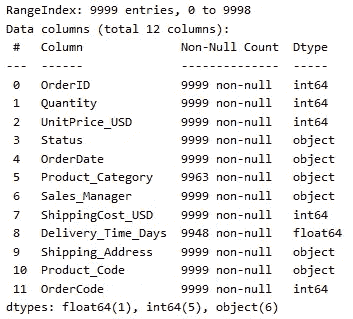 RangeIndex: 9999 entries, 0 to 9998
Data columns (total 12 columns):
 #   Column              Non-Null Count  Dtype
---  ------              --------------  -----
 0   OrderID             9999 non-null   int64
 1   Quantity            9999 non-null   int64
 2   UnitPrice_USD       9999 non-null   int64
 3   Status              9999 non-null   object
 4   OrderDate           9999 non-null   object
 5   Product_Category    9963 non-null   object
 6   Sales_Manager       9999 non-null   object
 7   ShippingCost_USD    9999 non-null   int64
 8   Delivery_Time_Days  9948 non-null   float64
 9   Shipping_Address    9999 non-null   object
 10  Product_Code        9999 non-null   object
 11  OrderCode           9999 non-null   int64
dtypes: float64(1), int64(5), object(6)